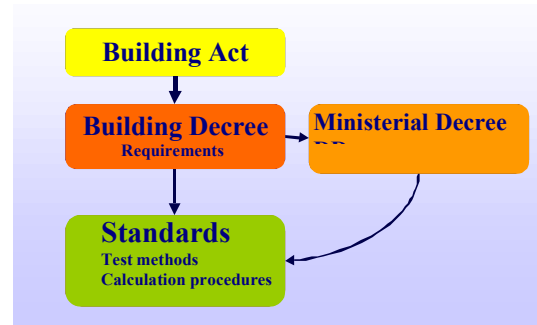 Building Act
Building Decree
Requirements
Ministerial Decree
Standards
Test methods
Calculation procedures